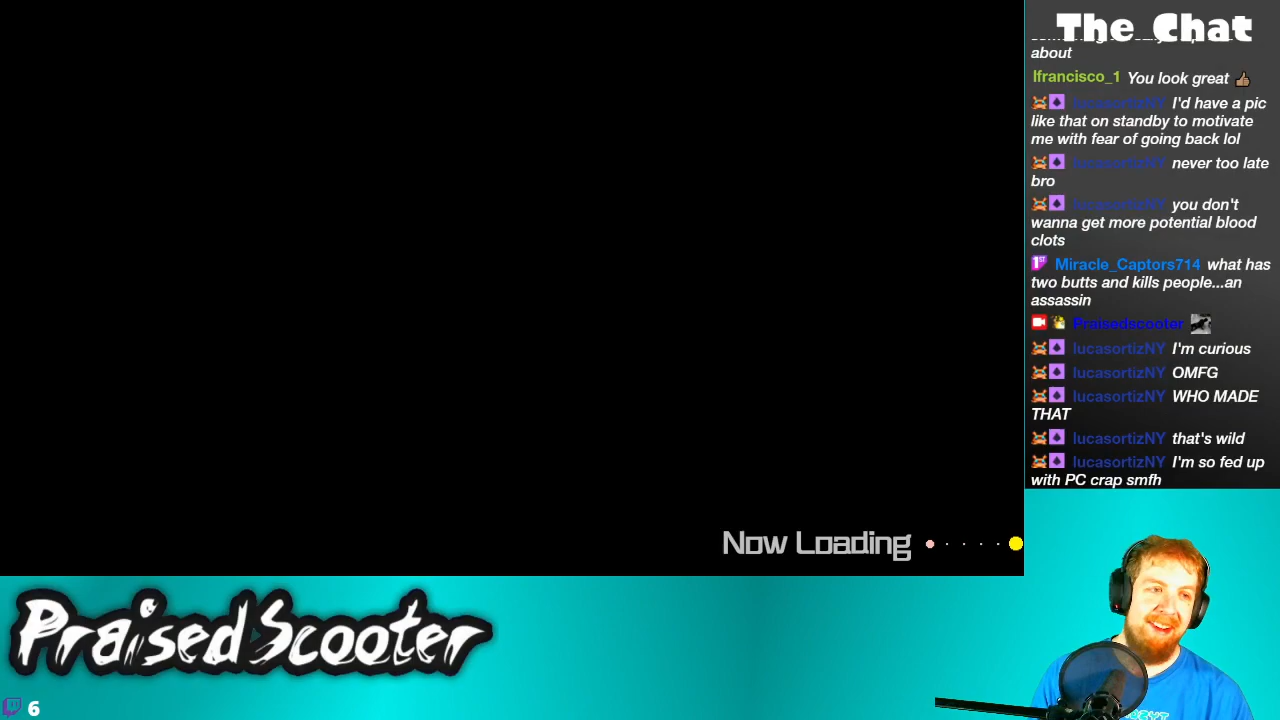 The Chat
about
lfrancisco_1 You look great
lucasortizNY I'd have a pic
like that on standby to motivate
me with fear of going back lol
lucasortizNY never too late
bro
lucasortizNY you don't
wanna get more potential blood
clots
Miracle_Captors714 what has
two butts and kills people...an
assassin
Praisedscooter
lucasortizNY I'm curious
lucasortizNY OMFG
lucasortizNY WHO MADE
THAT
lucasortizNY that's wild
lucasortizNY I'm so fed up
with PC crap smfh
Now Loading
PraisedScooter
6